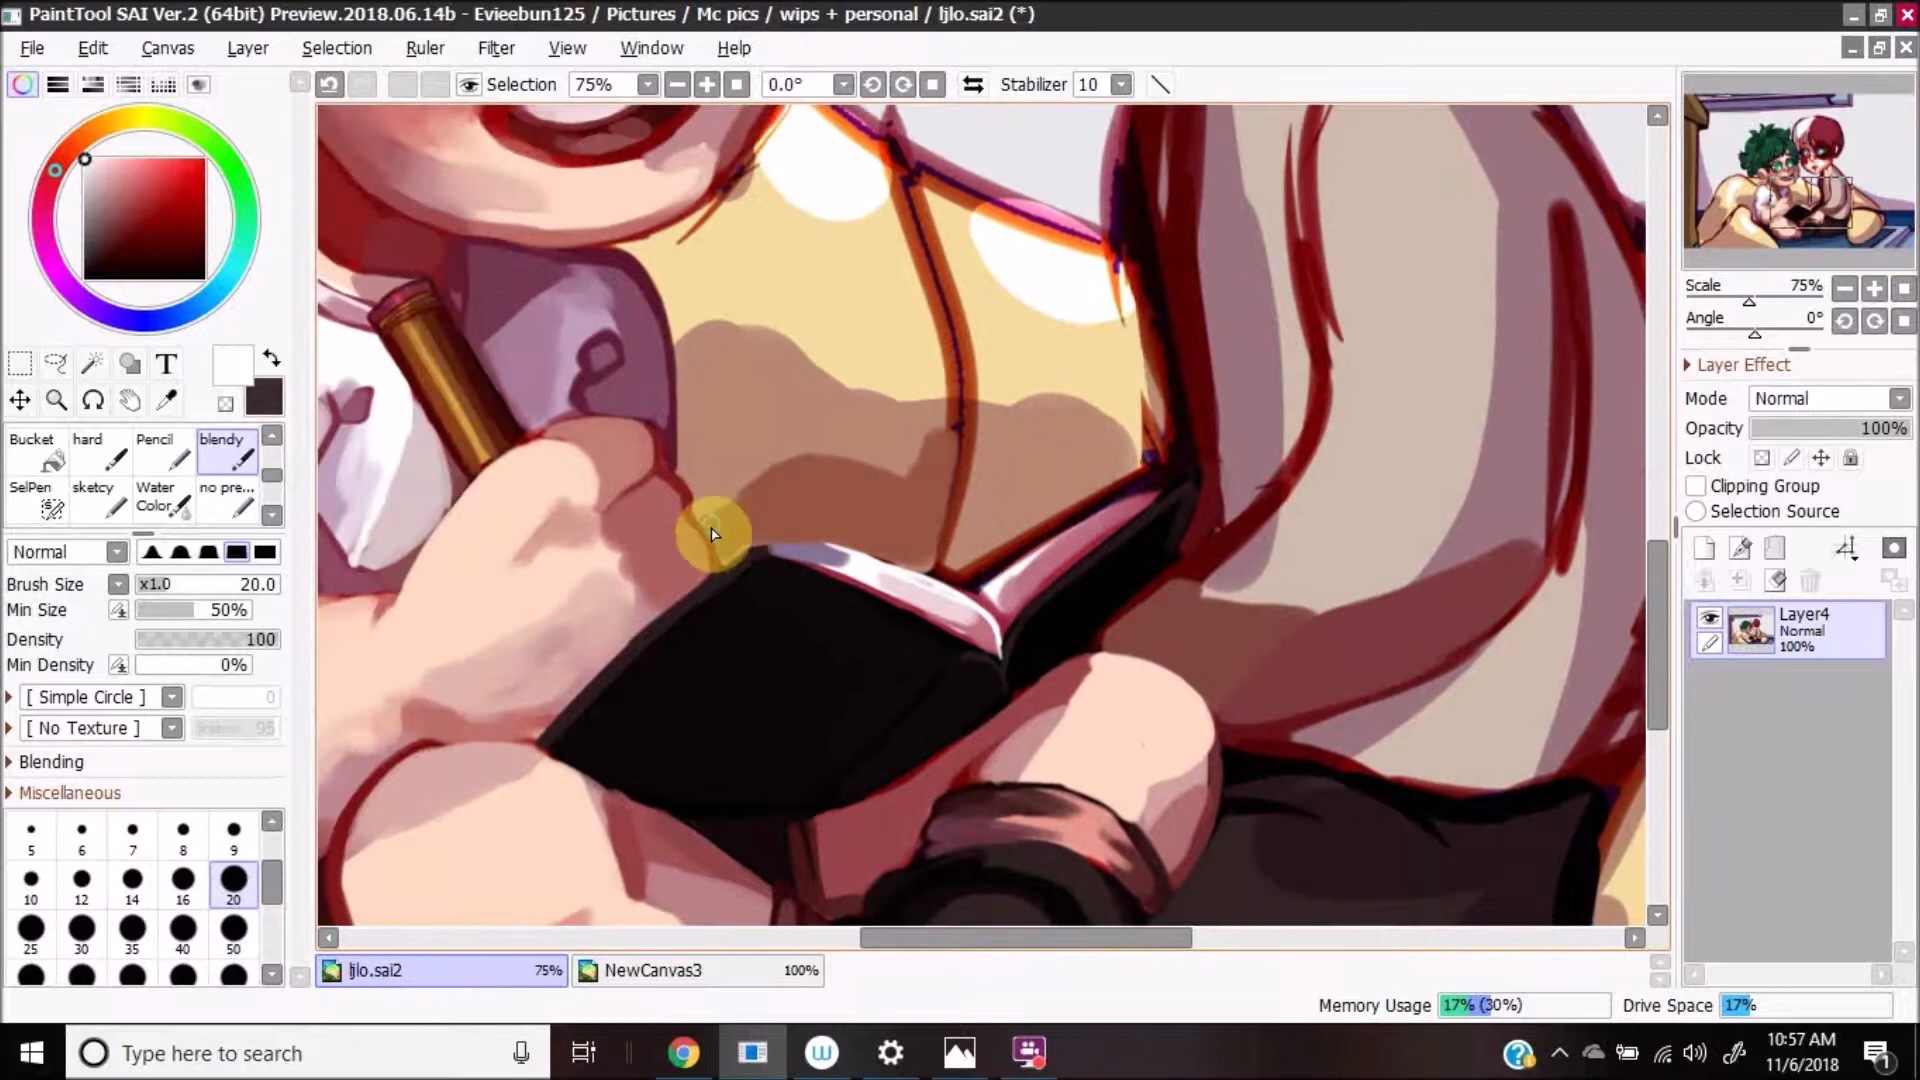 PaintTool SAI Ver.2 (64bit) Preview.2018.06.14b - Evieebun125 / Pictures / Mc pics / wips + personal / ljlo.sai2 (*)
File Edit Canvas Layer Selection Ruler Filter View Window Help
Selection 75% 0.0° Stabilizer 10
Scale 75%
Angle 0°
T
Layer Effect
Mode Normal
Opacity 100%
Lock
Clipping Group
Selection Source
Bucket hard Pencil blendy
SelPen sketcy Water Color no pre...
Normal
Brush Size x1.0 20.0
Min Size 50%
Density 100
Min Density 0%
[ Simple Circle ] 0
[ No Texture ] 95
Blending
Miscellaneous
5 6 7 8 9
10 12 14 16 20
25 30 35 40 50
Layer4
Normal
100%
ljlo.sai2 75% NewCanvas3 100%
Memory Usage 17% (30%) Drive Space 17%
Type here to search
10:57 AM
11/6/2018
1